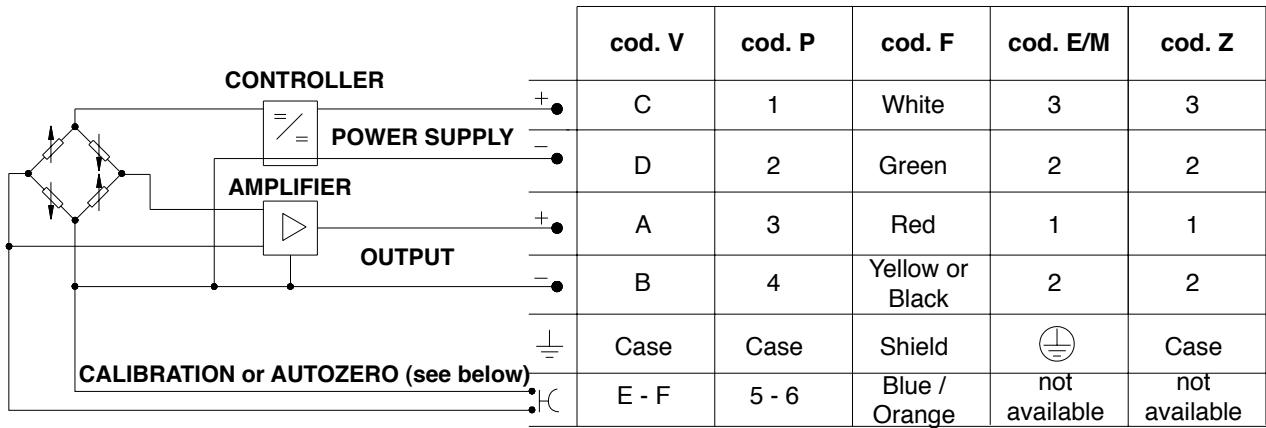 cod. V cod. P cod. F cod. E/M cod. Z
CONTROLLER
= / =
+ C 1 White 3 3
POWER SUPPLY
− D 2 Green 2 2
AMPLIFIER
+ A 3 Red 1 1
OUTPUT
− B 4 Yellow or Black 2 2
Case Case Shield Case
CALIBRATION or AUTOZERO (see below)
E - F 5 - 6 Blue / Orange not available not available